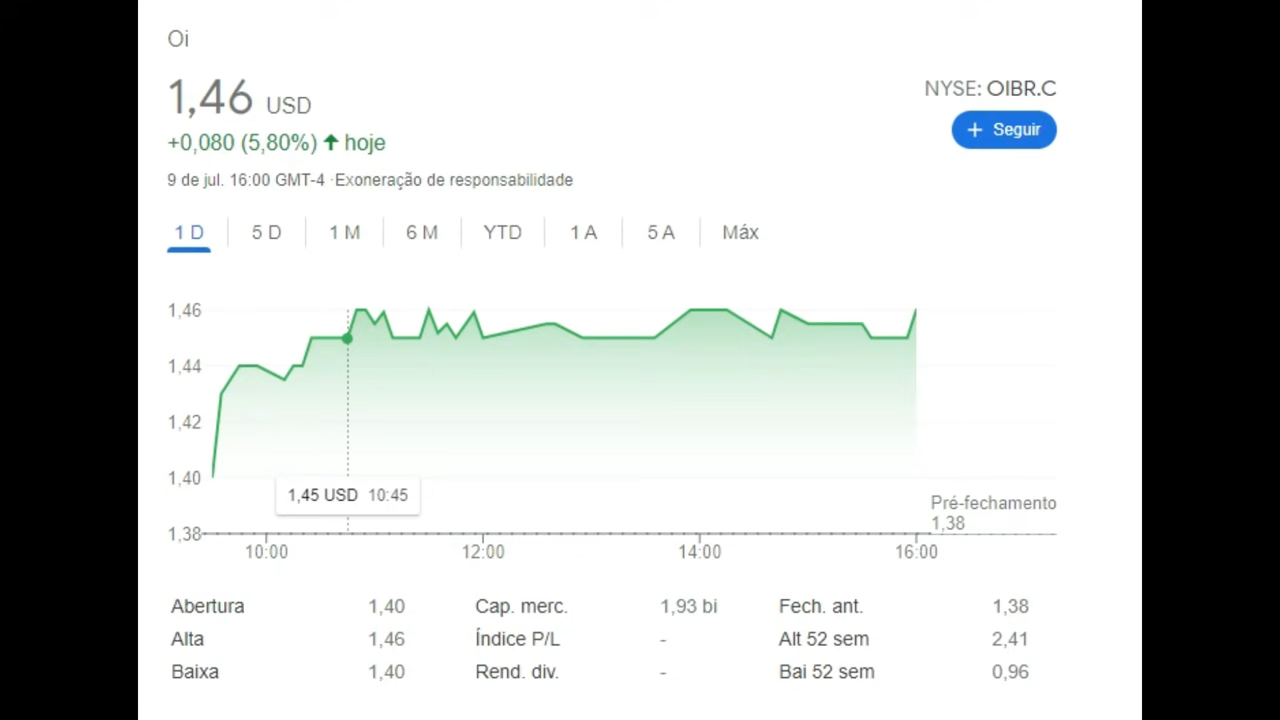 Oi
1,46 USD
NYSE: OIBR.C
+0,080 (5,80%) ↑ hoje
+ Seguir
9 de jul. 16:00 GMT-4 ·Exoneração de responsabilidade
1 D 5 D 1 M 6 M YTD 1 A 5 A Máx
1,46
1,44
1,42
1,40
1,45 USD 10:45
Pré-fechamento
1,38
1,38
10:00 12:00 14:00 16:00
Abertura 1,40 Cap. merc. 1,93 bi Fech. ant. 1,38
Alta 1,46 Índice P/L - Alt 52 sem 2,41
Baixa 1,40 Rend. div. - Bai 52 sem 0,96